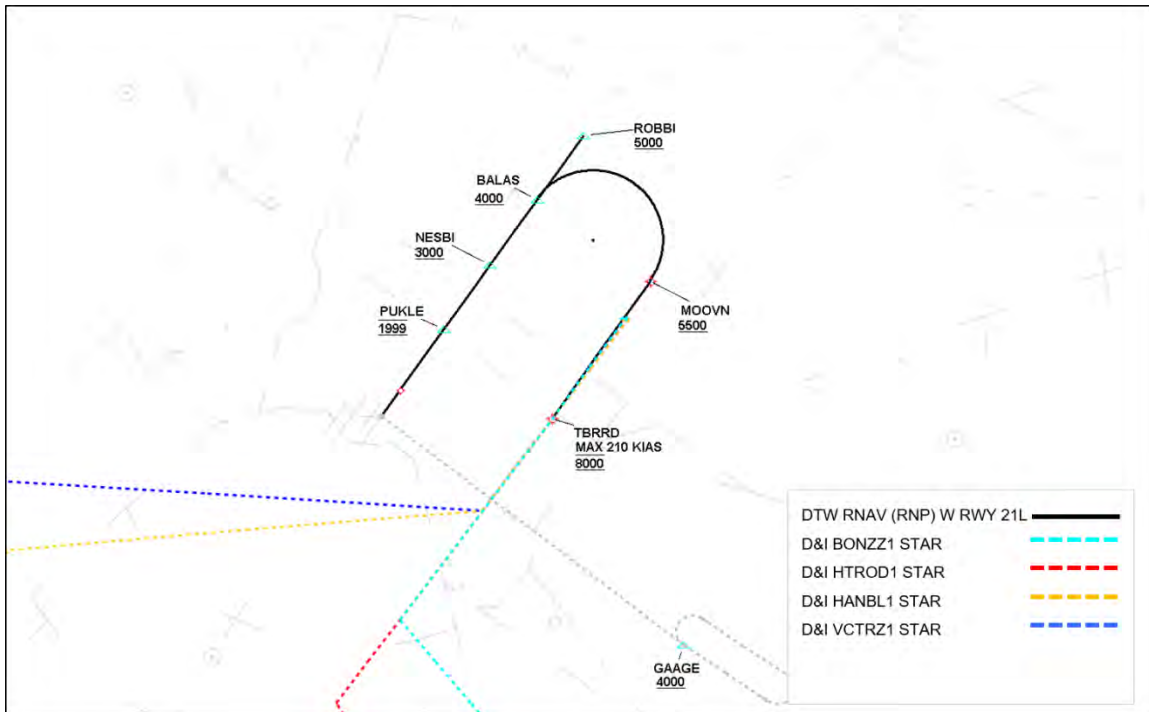 ROBBI
5000
BALAS
4000
NESBI
3000
PUKLE
1999
MOOVN
5500
TBRRD
MAX 210 KIAS
8000
GAAGE
4000
DTW RNAV (RNP) W RWY 21L
D&I BONZZ1 STAR
D&I HTROD1 STAR
D&I HANBL1 STAR
D&I VCTRZ1 STAR